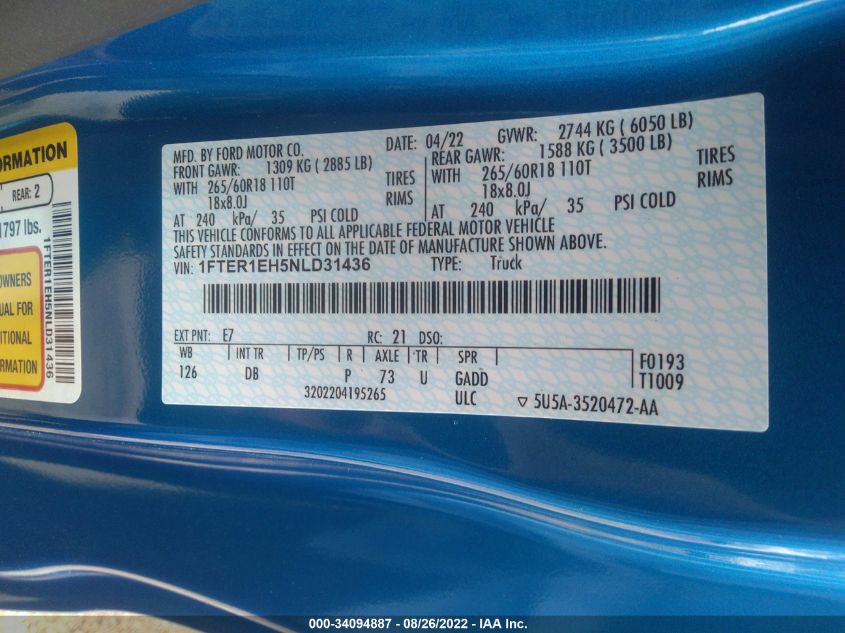 ORMATION
REAR: 2
1797 lbs.
1FTER1EH5NLD31436
OWNERS
UAL FOR
ITIONAL
RMATION
MFD. BY FORD MOTOR CO. DATE: 04/22 GVWR: 2744 KG ( 6050 LB)
FRONT GAWR: 1309 KG ( 2885 LB) REAR GAWR: 1588 KG ( 3500 LB)
WITH 265/60R18 110T TIRES WITH 265/60R18 110T TIRES
18x8.0J RIMS 18x8.0J RIMS
AT 240 kPa/ 35 PSI COLD AT 240 kPa/ 35 PSI COLD
THIS VEHICLE CONFORMS TO ALL APPLICABLE FEDERAL MOTOR VEHICLE
SAFETY STANDARDS IN EFFECT ON THE DATE OF MANUFACTURE SHOWN ABOVE.
VIN: 1FTER1EH5NLD31436 TYPE: Truck
EXT PNT: E7 RC: 21 DSO:
WB INT TR TP/PS R AXLE TR SPR F0193
126 DB P 73 U GADD T1009
3202204195265 ULC ▽ 5U5A-3520472-AA
000-34094887 - 08/26/2022 - IAA Inc.